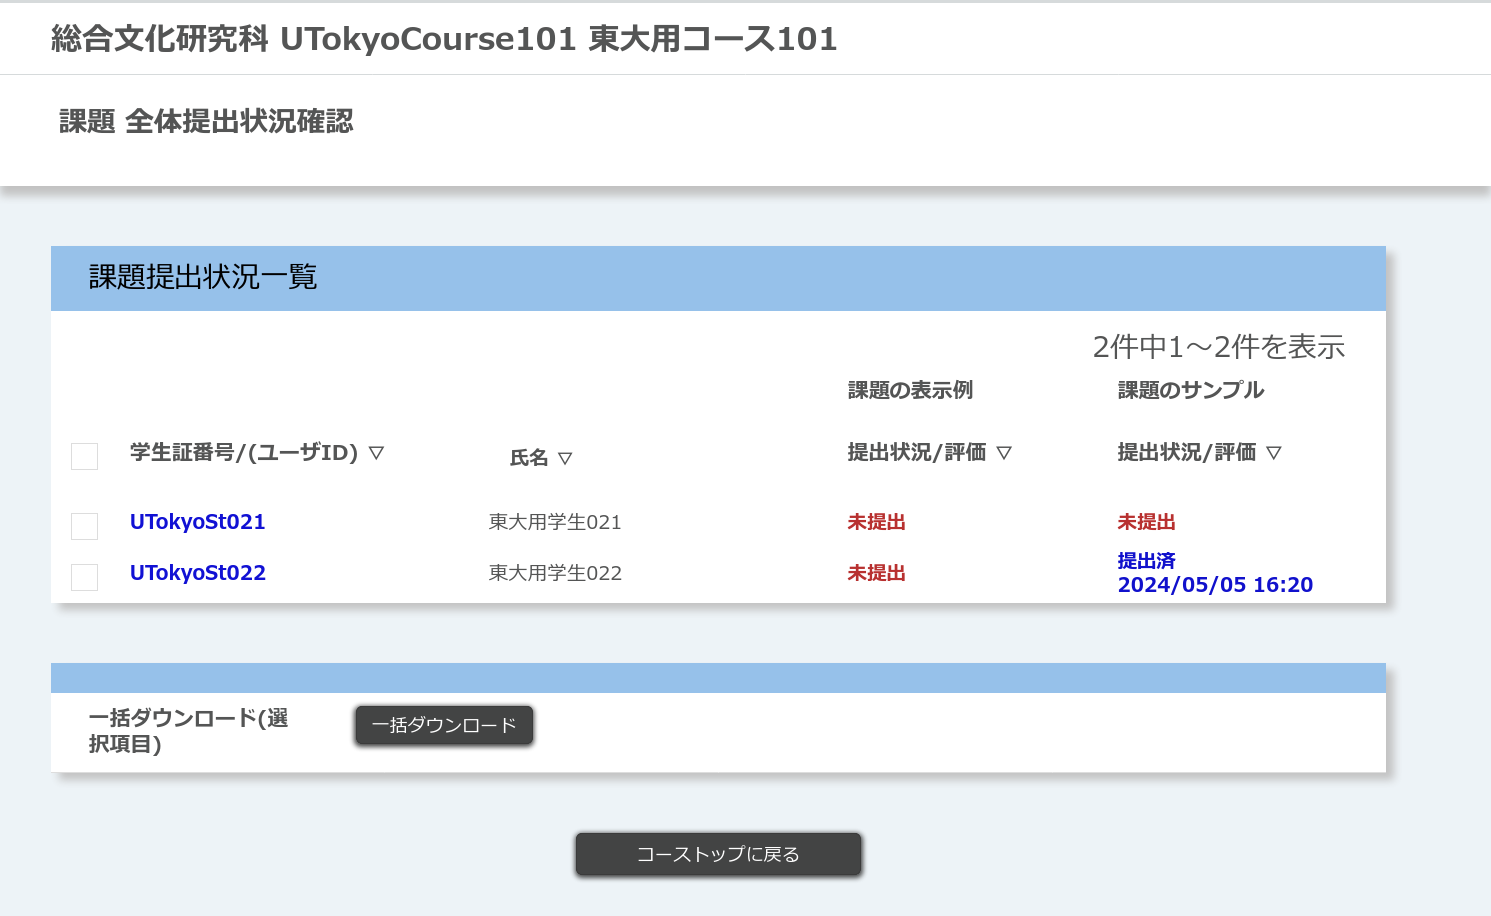 総合文化研究科 UTokyoCourse101 東大用コース101
課題 全体提出状況確認
課題提出状況一覧
2件中1～2件を表示
課題の表示例 課題のサンプル
学生証番号/(ユーザID) ▽ 氏名 ▽ 提出状況/評価 ▽ 提出状況/評価 ▽
UTokyoSt021 東大用学生021 未提出 未提出
UTokyoSt022 東大用学生022 未提出 提出済
2024/05/05 16:20
一括ダウンロード(選
択項目)
一括ダウンロード
コーストップに戻る